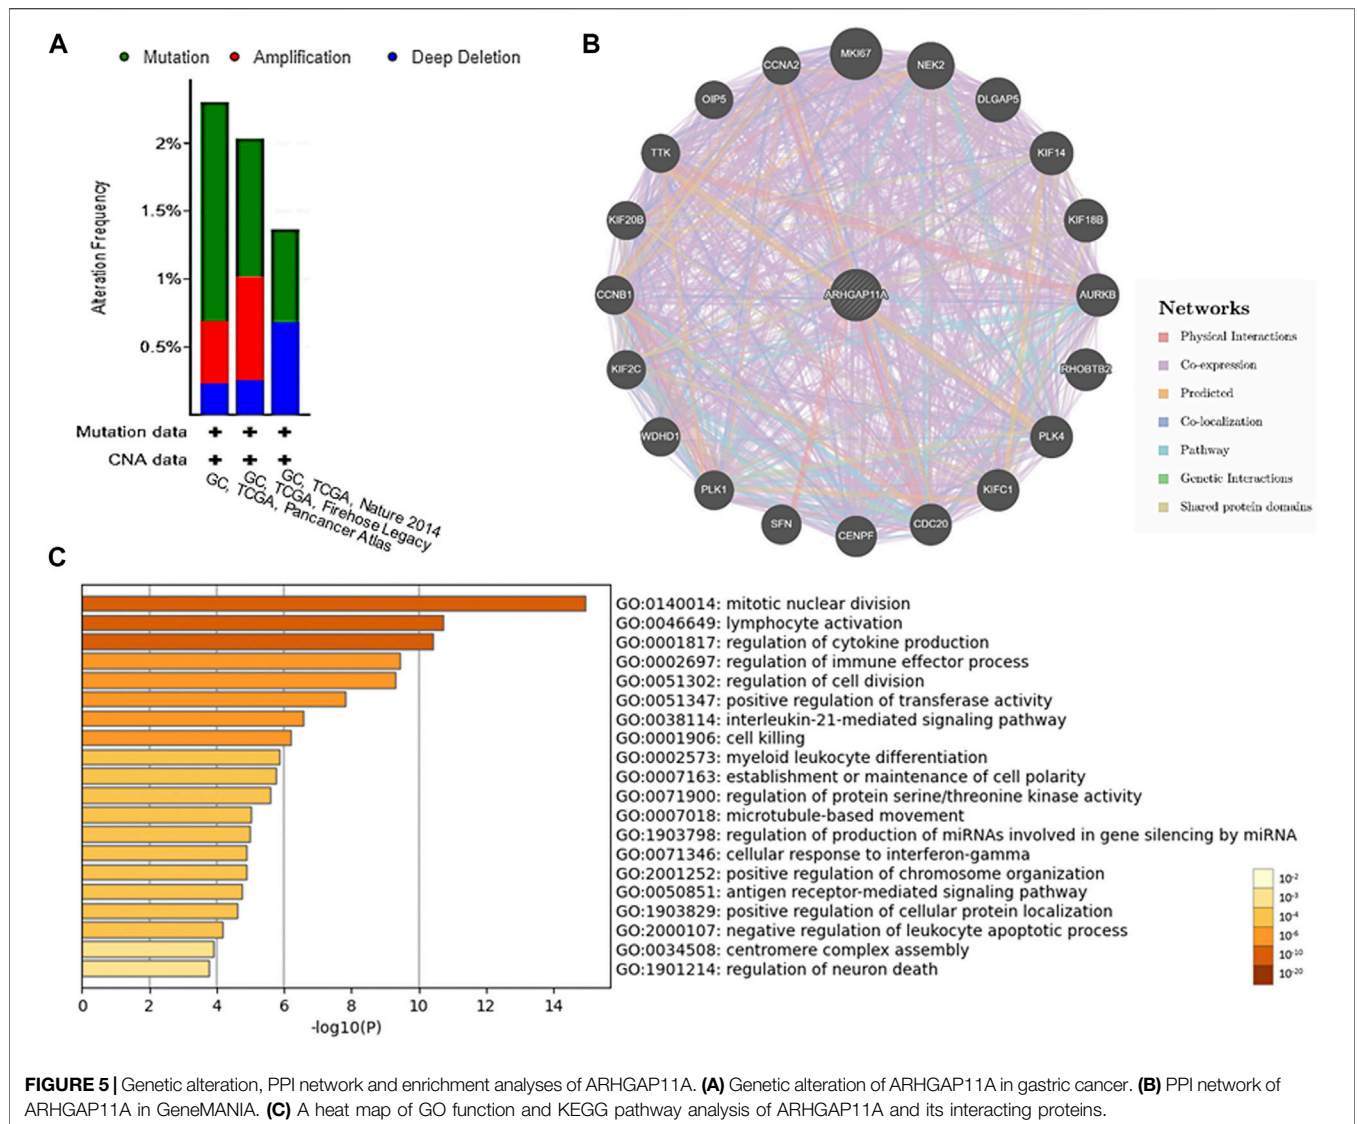 A
Mutation
Amplification
Deep Deletion
Alteration Frequency
2%
1.5%
1%
0.5%
Mutation data + + +
CNA data + + +
GC, TCGA, Nature 2014
GC, TCGA, Firehose Legacy
GC, TCGA, Pancancer Atlas
B
MKI67
NEK2
DLGAP5
KIF14
KIF18B
AURKB
RHOBTB2
PLK4
KIFC1
CDC20
CENPF
SFN
PLK1
WDHD1
KIF2C
CCNB1
KIF20B
TTK
OIP5
CCNA2
ARHGAP11A
Networks
Physical Interactions
Co-expression
Predicted
Co-localization
Pathway
Genetic Interactions
Shared protein domains
C
GO:0140014: mitotic nuclear division
GO:0046649: lymphocyte activation
GO:0001817: regulation of cytokine production
GO:0002697: regulation of immune effector process
GO:0051302: regulation of cell division
GO:0051347: positive regulation of transferase activity
GO:0038114: interleukin-21-mediated signaling pathway
GO:0001906: cell killing
GO:0002573: myeloid leukocyte differentiation
GO:0007163: establishment or maintenance of cell polarity
GO:0071900: regulation of protein serine/threonine kinase activity
GO:0007018: microtubule-based movement
GO:1903798: regulation of production of miRNAs involved in gene silencing by miRNA
GO:0071346: cellular response to interferon-gamma
GO:2001252: positive regulation of chromosome organization
GO:0050851: antigen receptor-mediated signaling pathway
GO:1903829: positive regulation of cellular protein localization
GO:2000107: negative regulation of leukocyte apoptotic process
GO:0034508: centromere complex assembly
GO:1901214: regulation of neuron death
10-2
10-3
10-4
10-6
10-10
10-20
0 2 4 6 8 10 12 14
-log10(P)
FIGURE 5 | Genetic alteration, PPI network and enrichment analyses of ARHGAP11A. (A) Genetic alteration of ARHGAP11A in gastric cancer. (B) PPI network of
ARHGAP11A in GeneMANIA. (C) A heat map of GO function and KEGG pathway analysis of ARHGAP11A and its interacting proteins.